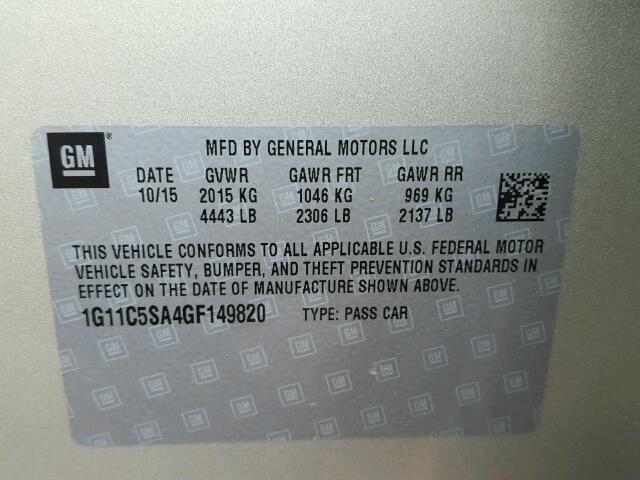 GM ®
MFD BY GENERAL MOTORS LLC
DATE GVWR GAWR FRT GAWR RR
10/15 2015 KG 1046 KG 969 KG
4443 LB 2306 LB 2137 LB
THIS VEHICLE CONFORMS TO ALL APPLICABLE U.S. FEDERAL MOTOR
VEHICLE SAFETY, BUMPER, AND THEFT PREVENTION STANDARDS IN
EFFECT ON THE DATE OF MANUFACTURE SHOWN ABOVE.
1G11C5SA4GF149820 TYPE: PASS CAR